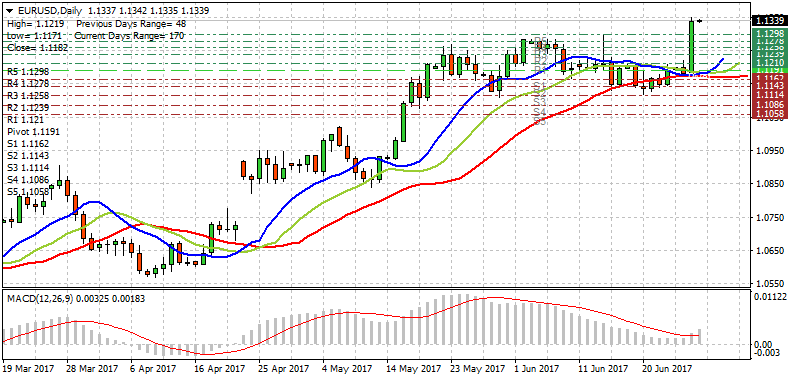 EURUSD,Daily 1.1337 1.1342 1.1335 1.1339
High= 1.1219 Previous Days Range= 48
Low= 1.1171 Current Days Range= 170
Close= 1.1182
R5 1.1298
R4 1.1278
R3 1.1258
R2 1.1239
R1 1.121
Pivot 1.1191
S1 1.1162
S2 1.1143
S3 1.1114
S4 1.1086
S5 1.1058
1.1339
1.1298
1.1278
1.1258
1.1239
1.1210
1.1162
1.1143
1.1114
1.1086
1.1058
1.0950
1.0850
1.0750
1.0650
1.0550
MACD(12,26,9) 0.00325 0.00183
0.01122
0.00
-0.003
19 Mar 2017 28 Mar 2017 6 Apr 2017 16 Apr 2017 25 Apr 2017 4 May 2017 14 May 2017 23 May 2017 1 Jun 2017 11 Jun 2017 20 Jun 2017